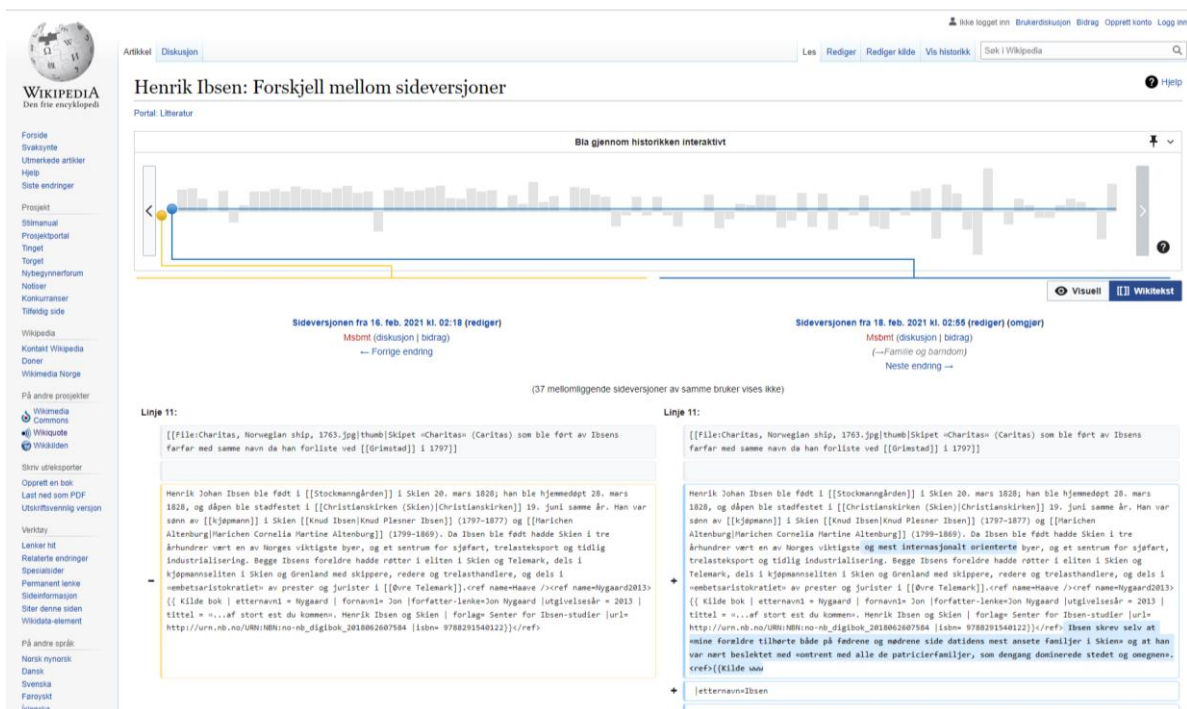 Ikke logget inn Brukerdiskusjon Bidrag Opprett konto Logg inn
WIKIPEDIA
Den frie encyklopedi
Artikkel Diskusjon
Les Rediger Rediger kilde Vis historikk Søk i Wikipedia
Henrik Ibsen: Forskjell mellom sideversjoner
Hjelp
Portal: Litteratur
Forside
Svaksynte
Utmerkede artikler
Hjelp
Siste endringer
Prosjekt
Stilmanual
Prosjektportal
Tinget
Torget
Nybegynnerforum
Notiser
Konkurranser
Tilfeldig side
Wikipedia
Kontakt Wikipedia
Doner
Wikimedia Norge
På andre prosjekter
Wikimedia
Commons
Wikiquote
Wikikilden
Skriv ut/eksporter
Opprett en bok
Last ned som PDF
Utskriftsvennlig versjon
Verktøy
Lenker hit
Relaterte endringer
Spesialsider
Permanent lenke
Sideinformasjon
Siter denne siden
Wikidata-element
På andre språk
Norsk nynorsk
Dansk
Svenska
Føroyskt
Íslenska
Bla gjennom historikken interaktivt
Visuell [[]] Wikitekst
Sideversjonen fra 16. feb. 2021 kl. 02:18 (rediger)
Msbmt (diskusjon | bidrag)
← Forrige endring
Sideversjonen fra 18. feb. 2021 kl. 02:56 (rediger) (omgjør)
Msbmt (diskusjon | bidrag)
(→Familie og barndom)
Neste endring →
(37 mellomliggende sideversjoner av samme bruker vises ikke)
Linje 11:
[[File:Charitas, Norwegian ship, 1763.jpg|thumb|Skipet «Charitas» (Caritas) som ble ført av Ibsens
farfar med samme navn da han forliste ved [[Grimstad]] i 1797]]
Henrik Johan Ibsen ble født i [[Stockmanngården]] i Skien 20. mars 1828; han ble hjemmedøpt 28. mars
1828, og dåpen ble stadfestet i [[Christianskirken (Skien)|Christianskirken]] 19. juni samme år. Han var
sønn av [[kjøpmann]] i Skien [[Knud Ibsen|Knud Plesner Ibsen]] (1797–1877) og [[Marichen
Altenburg|Marichen Cornelia Martine Altenburg]] (1799–1869). Da Ibsen ble født hadde Skien i tre
århundrer vært en av Norges viktigste byer, og et sentrum for sjøfart, trelasteksport og tidlig
industrialisering. Begge Ibsens foreldre hadde røtter i eliten i Skien og Telemark, dels i
kjøpmannseliten i Skien og Grenland med skippere, redere og trelasthandlere, og dels i
«embetsaristokratiet» av prester og jurister i [[Øvre Telemark]].<ref name=Haave /><ref name=Nygaard2013>
{{ Kilde bok | etternavn1 = Nygaard | fornavn1= Jon |forfatter-lenke=Jon Nygaard |utgivelsesår = 2013 |
tittel = «...af stort est du kommen». Henrik Ibsen og Skien | forlag= Senter for Ibsen-studier |url=
http://urn.nb.no/URN:NBN:no-nb_digibok_2018062607584 |isbn= 9788291540122}}</ref>
Linje 11:
[[File:Charitas, Norwegian ship, 1763.jpg|thumb|Skipet «Charitas» (Caritas) som ble ført av Ibsens
farfar med samme navn da han forliste ved [[Grimstad]] i 1797]]
Henrik Johan Ibsen ble født i [[Stockmanngården]] i Skien 20. mars 1828; han ble hjemmedøpt 28. mars
1828, og dåpen ble stadfestet i [[Christianskirken (Skien)|Christianskirken]] 19. juni samme år. Han var
sønn av [[kjøpmann]] i Skien [[Knud Ibsen|Knud Plesner Ibsen]] (1797–1877) og [[Marichen
Altenburg|Marichen Cornelia Martine Altenburg]] (1799–1869). Da Ibsen ble født hadde Skien i tre
århundrer vært en av Norges viktigste og mest internasjonalt orienterte byer, og et sentrum for sjøfart,
trelasteksport og tidlig industrialisering. Begge Ibsens foreldre hadde røtter i eliten i Skien og
Telemark, dels i kjøpmannseliten i Skien og Grenland med skippere, redere og trelasthandlere, og dels i
«embetsaristokratiet» av prester og jurister i [[Øvre Telemark]].<ref name=Haave /><ref name=Nygaard2013>
{{ Kilde bok | etternavn1 = Nygaard | fornavn1= Jon |forfatter-lenke=Jon Nygaard |utgivelsesår = 2013 |
tittel = «...af stort est du kommen». Henrik Ibsen og Skien | forlag= Senter for Ibsen-studier |url=
http://urn.nb.no/URN:NBN:no-nb_digibok_2018062607584 |isbn= 9788291540122}}</ref> Ibsen skrev selv at
«mine forældre tilhørte både på fædrene og mødrene side datidens mest ansete familjer i Skien» og at han
var nært beslektet med «omtrent med alle de patricierfamiljer, som dengang dominerede stedet og omegnen».
<ref>{{Kilde www
|etternavn=Ibsen